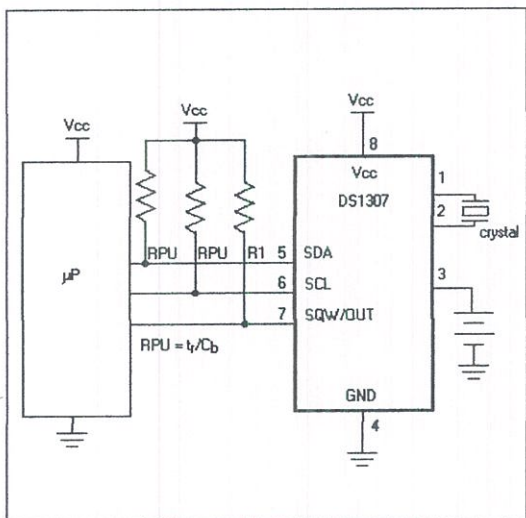 Vcc
Vcc
Vcc
8
Vcc
DS1307
1
2
crystal
RPU RPU R1 5 SDA
µP
6 SCL
3
7 SQW/OUT
RPU = tr/Cb
GND
4